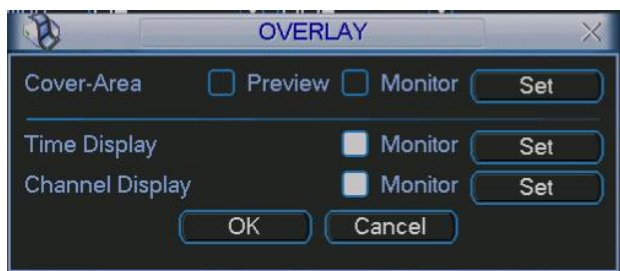 OVERLAY
Cover-Area Preview Monitor Set
Time Display Monitor Set
Channel Display Monitor Set
OK Cancel